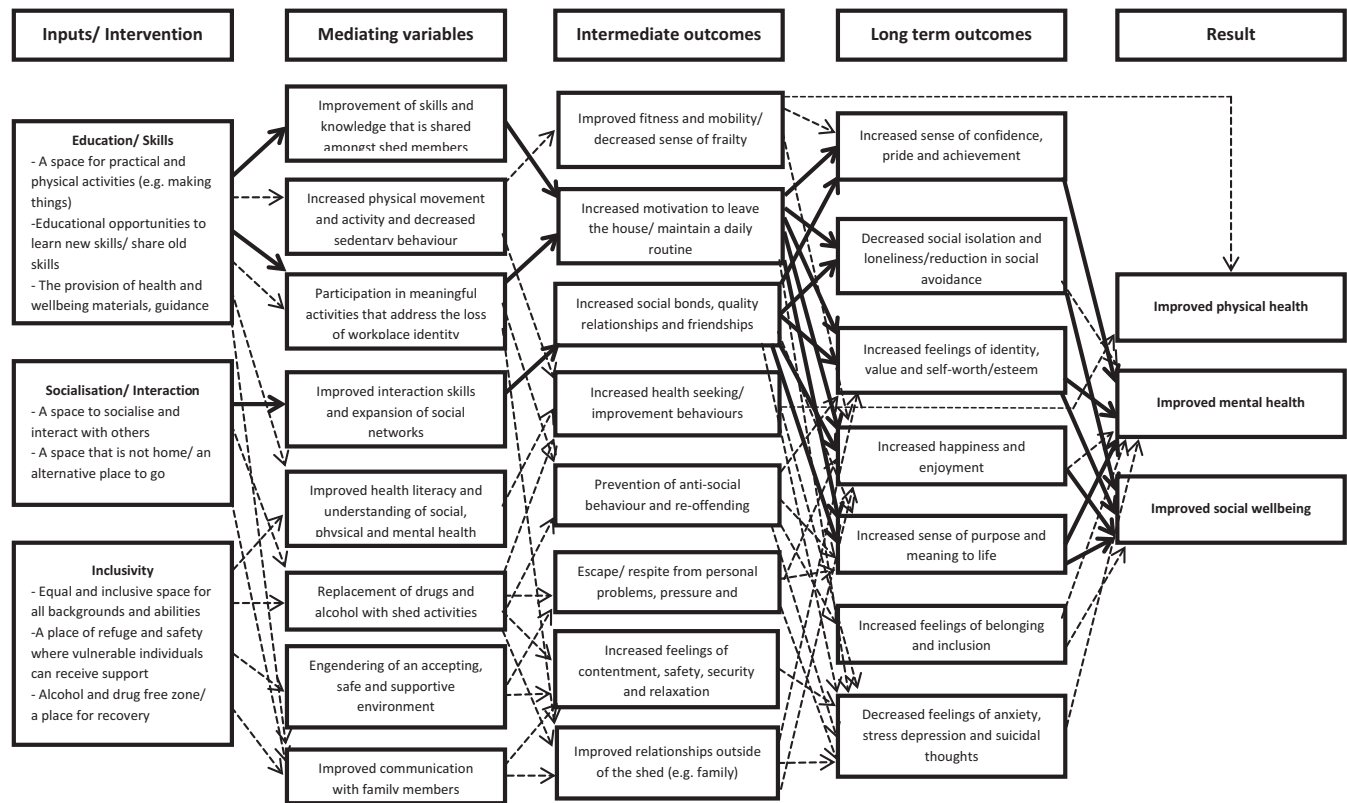 Inputs/ Intervention
Mediating variables
Intermediate outcomes
Long term outcomes
Result
Education/ Skills
- A space for practical and
physical activities (e.g. making
things)
-Educational opportunities to
learn new skills/ share old
skills
- The provision of health and
wellbeing materials, guidance
Socialisation/ Interaction
- A space to socialise and
interact with others
- A space that is not home/ an
alternative place to go
Inclusivity
- Equal and inclusive space for
all backgrounds and abilities
-A place of refuge and safety
where vulnerable individuals
can receive support
- Alcohol and drug free zone/
a place for recovery
Improvement of skills and
knowledge that is shared
amongst shed members
Increased physical movement
and activity and decreased
sedentary behaviour
Participation in meaningful
activities that address the loss
of workplace identity
Improved interaction skills
and expansion of social
networks
Improved health literacy and
understanding of social,
physical and mental health
Replacement of drugs and
alcohol with shed activities
Engendering of an accepting,
safe and supportive
environment
Improved communication
with family members
Improved fitness and mobility/
decreased sense of frailty
Increased motivation to leave
the house/ maintain a daily
routine
Increased social bonds, quality
relationships and friendships
Increased health seeking/
improvement behaviours
Prevention of anti-social
behaviour and re-offending
Escape/ respite from personal
problems, pressure and
Increased feelings of
contentment, safety, security
and relaxation
Improved relationships outside
of the shed (e.g. family)
Increased sense of confidence,
pride and achievement
Decreased social isolation and
loneliness/reduction in social
avoidance
Increased feelings of identity,
value and self-worth/esteem
Increased happiness and
enjoyment
Increased sense of purpose and
meaning to life
Increased feelings of belonging
and inclusion
Decreased feelings of anxiety,
stress depression and suicidal
thoughts
Improved physical health
Improved mental health
Improved social wellbeing